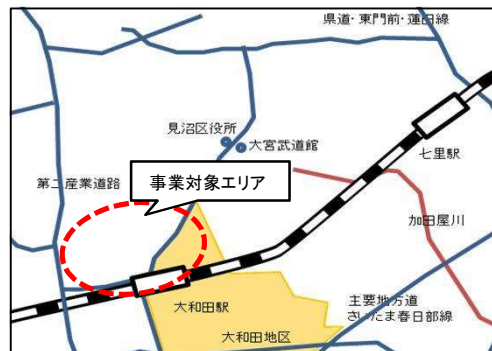 県道・東門前・蓮田線
見沼区役所
大宮武道館
七里駅
第二産業道路
事業対象エリア
加田屋川
大和田駅
主要地方道
さいたま春日部線
大和田地区